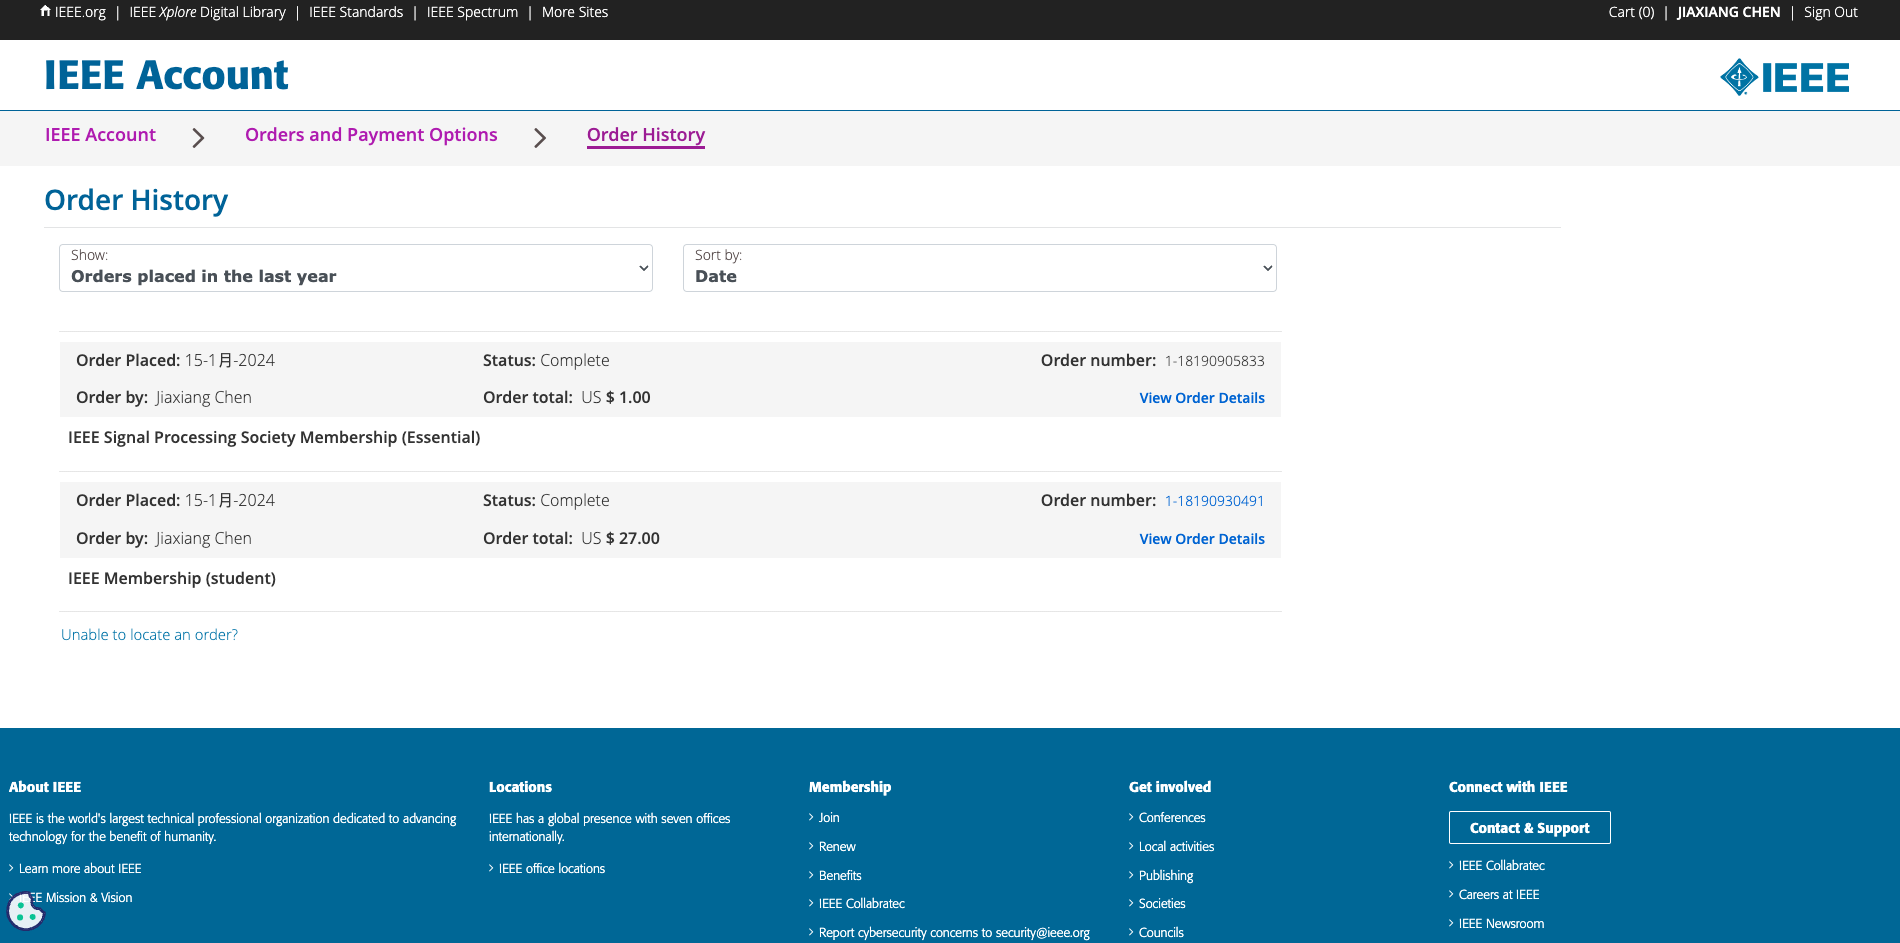 IEEE.org | IEEE Xplore Digital Library | IEEE Standards | IEEE Spectrum | More Sites
Cart (0) | JIAXIANG CHEN | Sign Out
IEEE Account
IEEE
IEEE Account
Orders and Payment Options
Order History
Order History
Show:
Orders placed in the last year
Sort by:
Date
Order Placed: 15-1月-2024
Status: Complete
Order number: 1-18190905833
Order by: Jiaxiang Chen
Order total: US $ 1.00
View Order Details
IEEE Signal Processing Society Membership (Essential)
Order Placed: 15-1月-2024
Status: Complete
Order number: 1-18190930491
Order by: Jiaxiang Chen
Order total: US $ 27.00
View Order Details
IEEE Membership (student)
Unable to locate an order?
About IEEE
IEEE is the world's largest technical professional organization dedicated to advancing
technology for the benefit of humanity.
Learn more about IEEE
Mission & Vision
Locations
IEEE has a global presence with seven offices
internationally.
IEEE office locations
Membership
Join
Renew
Benefits
IEEE Collabratec
Report cybersecurity concerns to security@ieee.org
Get involved
Conferences
Local activities
Publishing
Societies
Councils
Connect with IEEE
Contact & Support
IEEE Collabratec
Careers at IEEE
IEEE Newsroom